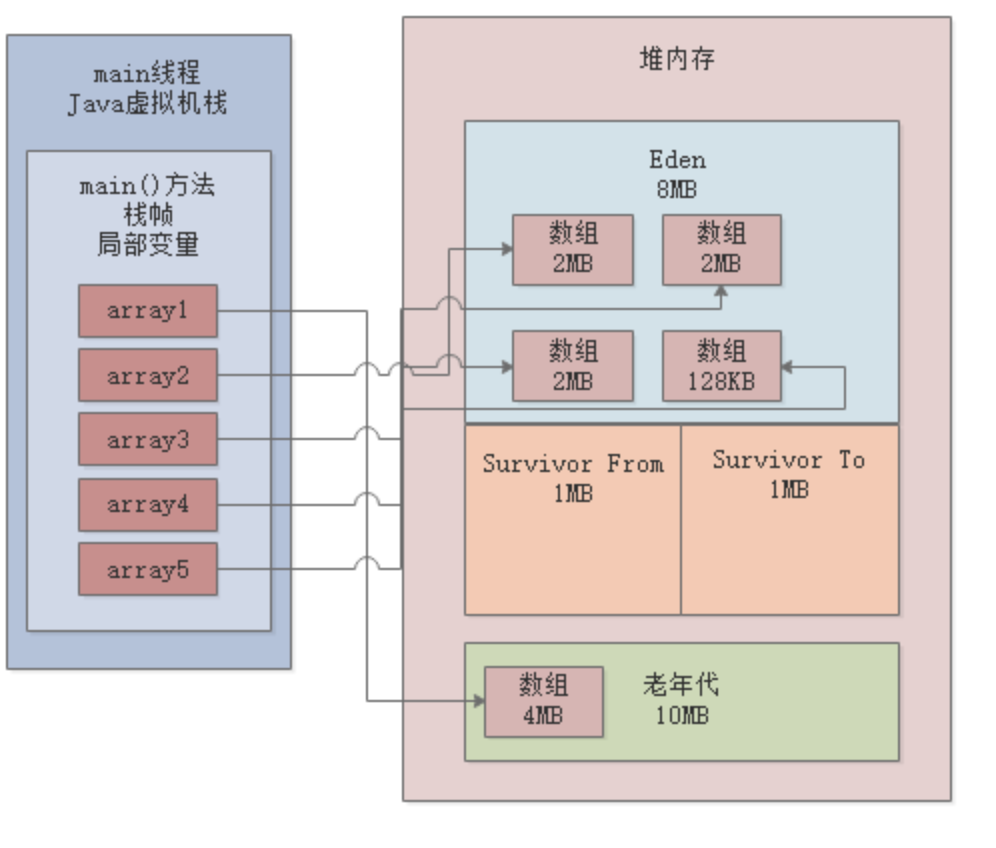 main线程
Java虚拟机栈
main()方法
栈帧
局部变量
array1
array2
array3
array4
array5
堆内存
Eden
8MB
数组
2MB
数组
2MB
数组
2MB
数组
128KB
Survivor From
1MB
Survivor To
1MB
数组
4MB
老年代
10MB